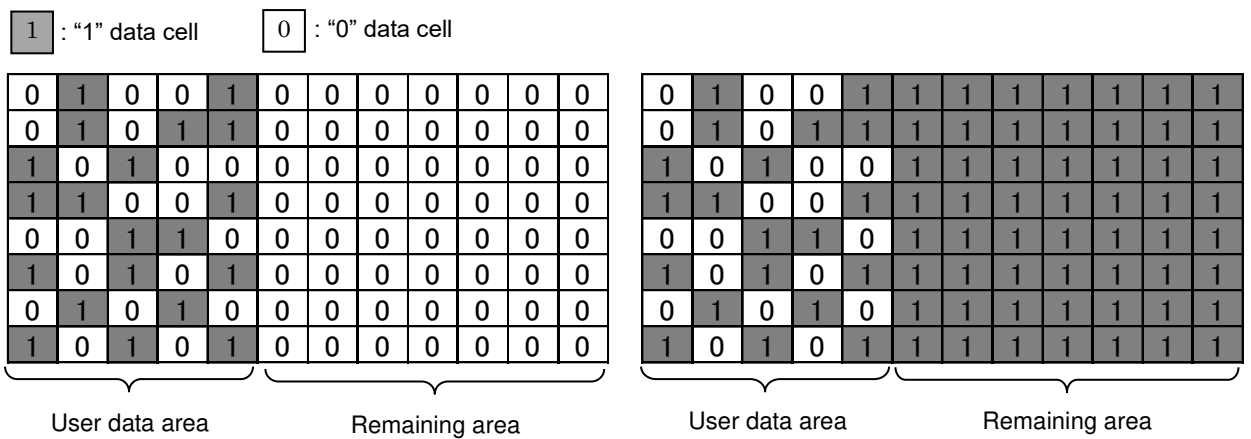 1 : “1” data cell 0 : “0” data cell
0 1 0 0 1 0 0 0 0 0 0 0 0 1 0 0 1 1 1 1 1 1 1 1
0 1 0 1 1 0 0 0 0 0 0 0 0 1 0 1 1 1 1 1 1 1 1 1
1 0 1 0 0 0 0 0 0 0 0 0 1 0 1 0 0 1 1 1 1 1 1 1
1 1 0 0 1 0 0 0 0 0 0 0 1 1 0 0 1 1 1 1 1 1 1 1
0 0 1 1 0 0 0 0 0 0 0 0 0 0 1 1 0 1 1 1 1 1 1 1
1 0 1 0 1 0 0 0 0 0 0 0 1 0 1 0 1 1 1 1 1 1 1 1
0 1 0 1 0 0 0 0 0 0 0 0 0 1 0 1 0 1 1 1 1 1 1 1
1 0 1 0 1 0 0 0 0 0 0 0 1 0 1 0 1 1 1 1 1 1 1 1
User data area Remaining area User data area Remaining area